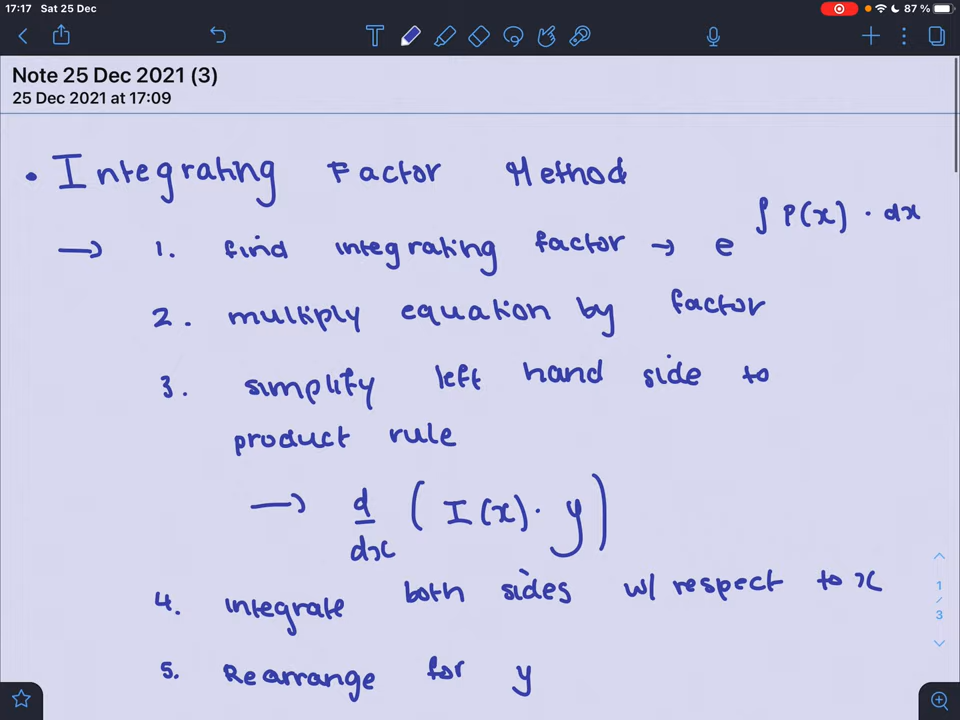 17:17 Sat 25 Dec 87 %
Note 25 Dec 2021 (3)
25 Dec 2021 at 17:09
• Integrating Factor Method
→ 1. find integrating factor → e^∫ P(x) · dx
2. multiply equation by factor
3. simplify left hand side to
product rule
→ d/dx (I(x) · y)
4. integrate both sides w/ respect to x
5. Rearrange for y
1
/
3